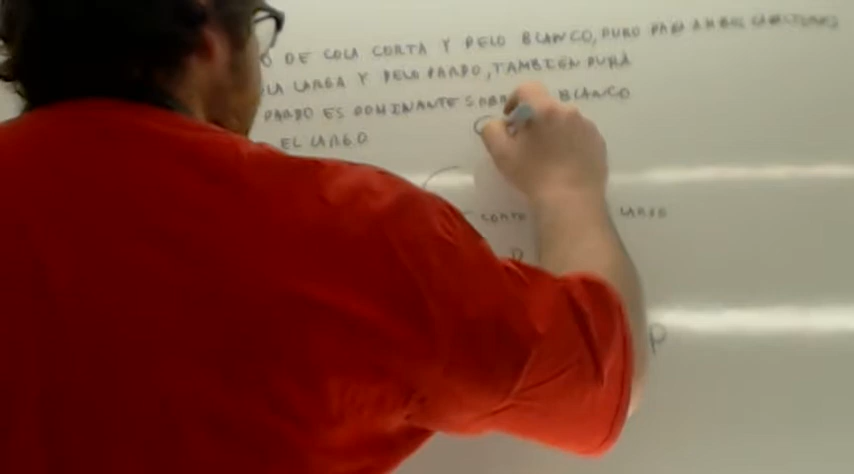 O DE COLA CORTA Y PELO BLANCO, PURO PARA AMBOS CARACTERES
LA LARGA Y PELO PARDO, TAMBIEN PURA
PARDO ES DOMINANTE SOBR BLANCO
EL LARGO.
C
CORTO LARGO
P